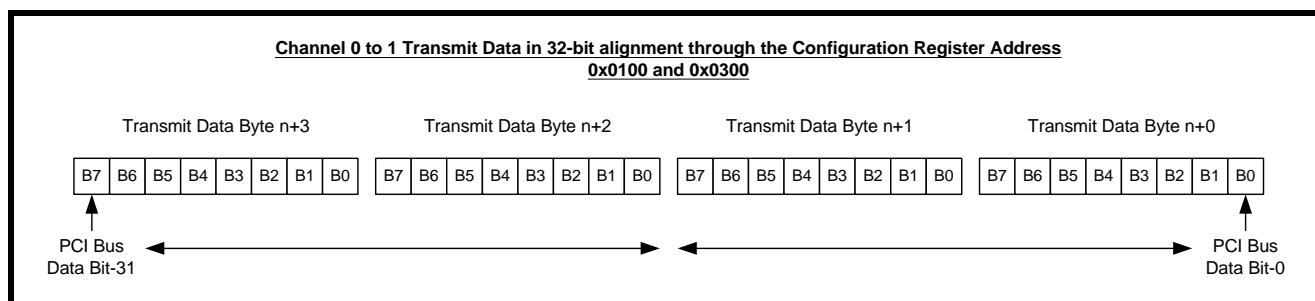 Channel 0 to 1 Transmit Data in 32-bit alignment through the Configuration Register Address
0x0100 and 0x0300
Transmit Data Byte n+3
Transmit Data Byte n+2
Transmit Data Byte n+1
Transmit Data Byte n+0
B7 B6 B5 B4 B3 B2 B1 B0
B7 B6 B5 B4 B3 B2 B1 B0
B7 B6 B5 B4 B3 B2 B1 B0
B7 B6 B5 B4 B3 B2 B1 B0
PCI Bus
Data Bit-31
PCI Bus
Data Bit-0